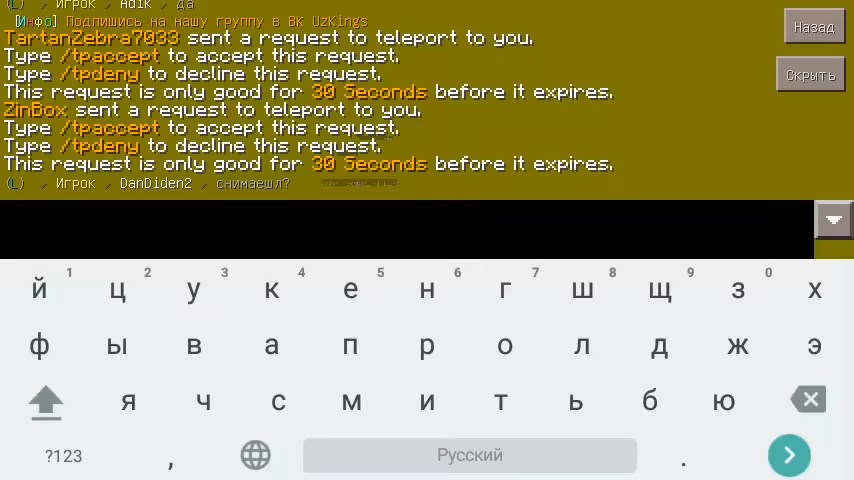 (L) , Игрок , Adik , да
[Инфо] Подпишись на нашу группу в ВК UzKings
TartanZebra7033 sent a request to teleport to you.
Type /tpaccept to accept this request.
Type /tpdeny to decline this request.
This request is only good for 30 Seconds before it expires.
ZinBox sent a request to teleport to you.
Type /tpaccept to accept this request.
Type /tpdeny to decline this request.
This request is only good for 30 Seconds before it expires.
(L) , Игрок , DanDiden2 , снимаешл?
Назад
Скрыть
1 2 3 4 5 6 7 8 9 0
й ц у к е н г ш щ з х
ф ы в а п р о л д ж э
я ч с м и т ь б ю
?123 , Русский .